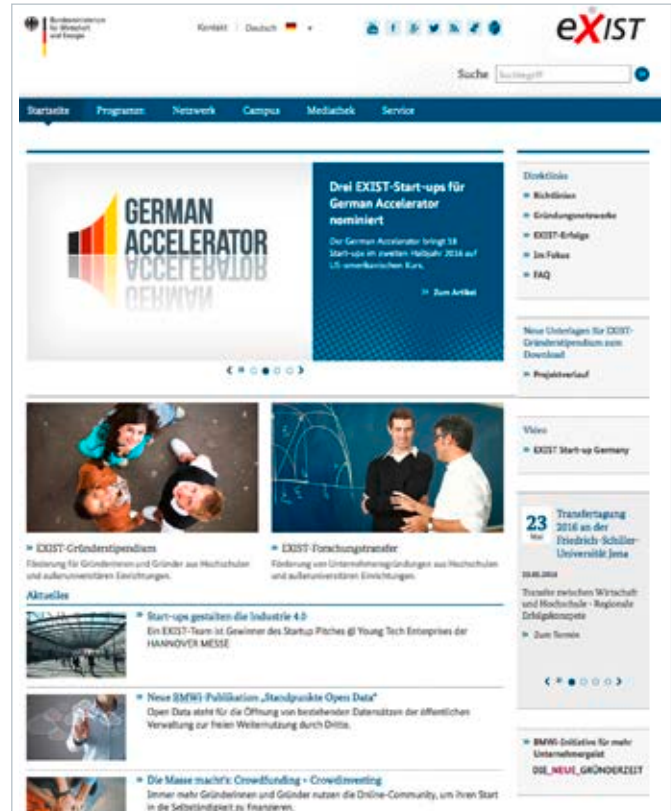 Bundesministerium
für Wirtschaft
und Energie
Kontakt
Deutsch
EXIST
Suche
Suchbegriff
Startseite
Programm
Netzwerk
Campus
Mediathek
Service
GERMAN
ACCELERATOR
Drei EXIST-Start-ups für
German Accelerator
nominiert
Der German Accelerator bringt 18
Start-ups im zweiten Halbjahr 2016 auf
US-amerikanischen Kurs.
» Zum Artikel
» EXIST-Gründerstipendium
Förderung für Gründerinnen und Gründer aus Hochschulen
und außeruniversitären Einrichtungen.
» EXIST-Forschungstransfer
Förderung von Unternehmensgründungen aus Hochschulen
und außeruniversitären Einrichtungen.
Aktuelles
» Start-ups gestalten die Industrie 4.0
Ein EXIST-Team ist Gewinner des Startup Pitches @ Young Tech Enterprises der
HANNOVER MESSE
» Neue BMWi-Publikation „Standpunkte Open Data“
Open Data steht für die Öffnung von bestehenden Datensätzen der öffentlichen
Verwaltung zur freien Weiternutzung durch Dritte.
» Die Masse macht's: Crowdfunding + Crowdinvesting
Immer mehr Gründerinnen und Gründer nutzen die Online-Community, um ihren Start
in die Selbständigkeit zu finanzieren.
Direktlinks
» Richtlinien
» Gründungsnetzwerke
» EXIST-Erfolge
» Im Fokus
» FAQ
Neue Unterlagen für EXIST-
Gründerstipendium zum
Download
» Projektverlauf
Video
» EXIST Start-up Germany
23
Mai
Transfertagung
2016 an der
Friedrich-Schiller-
Universität Jena
Transfer zwischen Wirtschaft
und Hochschule - Regionale
Erfolgskonzepte
» Zum Termin
» BMWi-Initiative für mehr
Unternehmergeist
DIE_NEUE_GRÜNDERZEIT